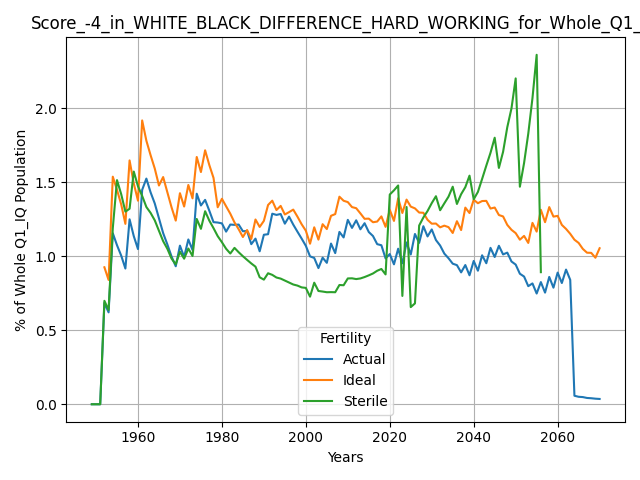 Score_-4_in_WHITE_BLACK_DIFFERENCE_HARD_WORKING_for_Whole_Q1_
% of Whole Q1_IQ Population
2.0
1.5
1.0
0.5
0.0
Fertility
Actual
Ideal
Sterile
1960 1980 2000 2020 2040 2060
Years